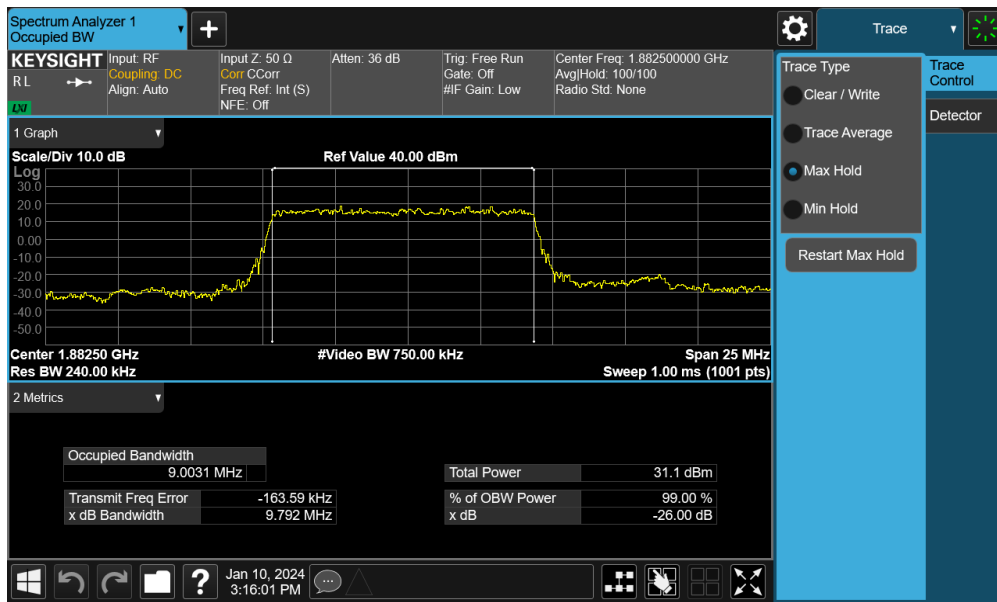 Spectrum Analyzer 1
Occupied BW
Trace
KEYSIGHT
R L
LXI
Input: RF
Coupling: DC
Align: Auto
Input Z: 50 Ω
Corr CCorr
Freq Ref: Int (S)
NFE: Off
Atten: 36 dB
Trig: Free Run
Gate: Off
#IF Gain: Low
Center Freq: 1.882500000 GHz
Avg|Hold: 100/100
Radio Std: None
Trace Type
Clear / Write
Trace Average
Max Hold
Min Hold
Restart Max Hold
Trace
Control
Detector
1 Graph
Scale/Div 10.0 dB
Ref Value 40.00 dBm
Log
30.0
20.0
10.0
0.00
-10.0
-20.0
-30.0
-40.0
-50.0
Center 1.88250 GHz
#Video BW 750.00 kHz
Span 25 MHz
Res BW 240.00 kHz
Sweep 1.00 ms (1001 pts)
2 Metrics
Occupied Bandwidth
9.0031 MHz
Total Power 31.1 dBm
Transmit Freq Error -163.59 kHz
% of OBW Power 99.00 %
x dB Bandwidth 9.792 MHz
x dB -26.00 dB
?
Jan 10, 2024
3:16:01 PM